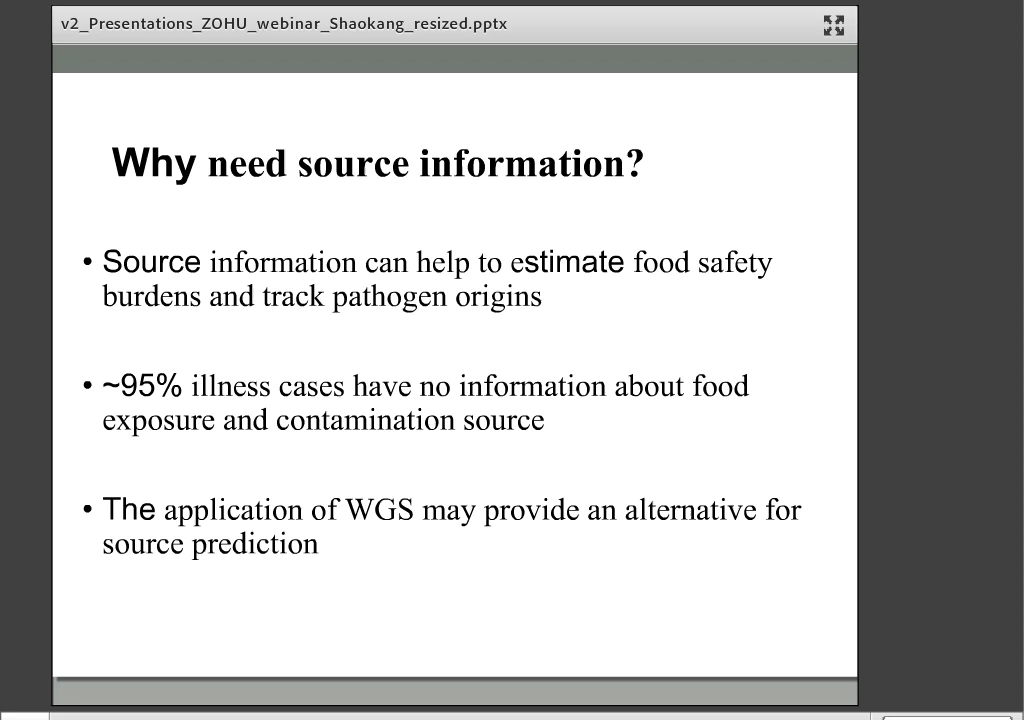 v2_Presentations_ZOHU_webinar_Shaokang_resized.pptx
Why need source information?
• Source information can help to estimate food safety
burdens and track pathogen origins
• ~95% illness cases have no information about food
exposure and contamination source
• The application of WGS may provide an alternative for
source prediction